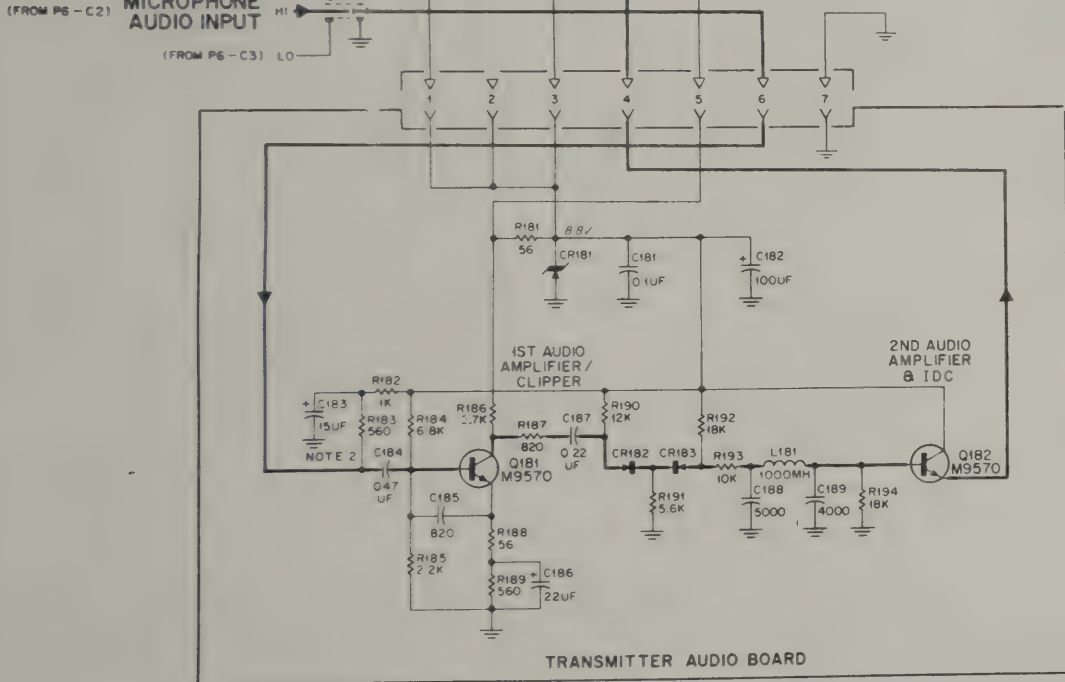 (FROM P6-C2) MICROPHONE HI
AUDIO INPUT
(FROM P6-C3) LO
1 2 3 4 5 6 7
R181
56
8.8V
CR181
C181
0.1UF
+ C182
100UF
1ST AUDIO
AMPLIFIER/
CLIPPER
2ND AUDIO
AMPLIFIER
& IDC
+ C183
15UF
R182
1K
R183
560
R184
6.8K
NOTE 2
C184
047
UF
R186
R187
820
C187
0.22
UF
R190
12K
R192
18K
Q181
M9570
CR182
CR183
R193
10K
L181
1000MH
Q182
M9570
C185
820
R191
5.6K
C188
5000
C189
4000
R194
18K
R185
2.2K
R188
56
R189
560
+ C186
22UF
TRANSMITTER AUDIO BOARD